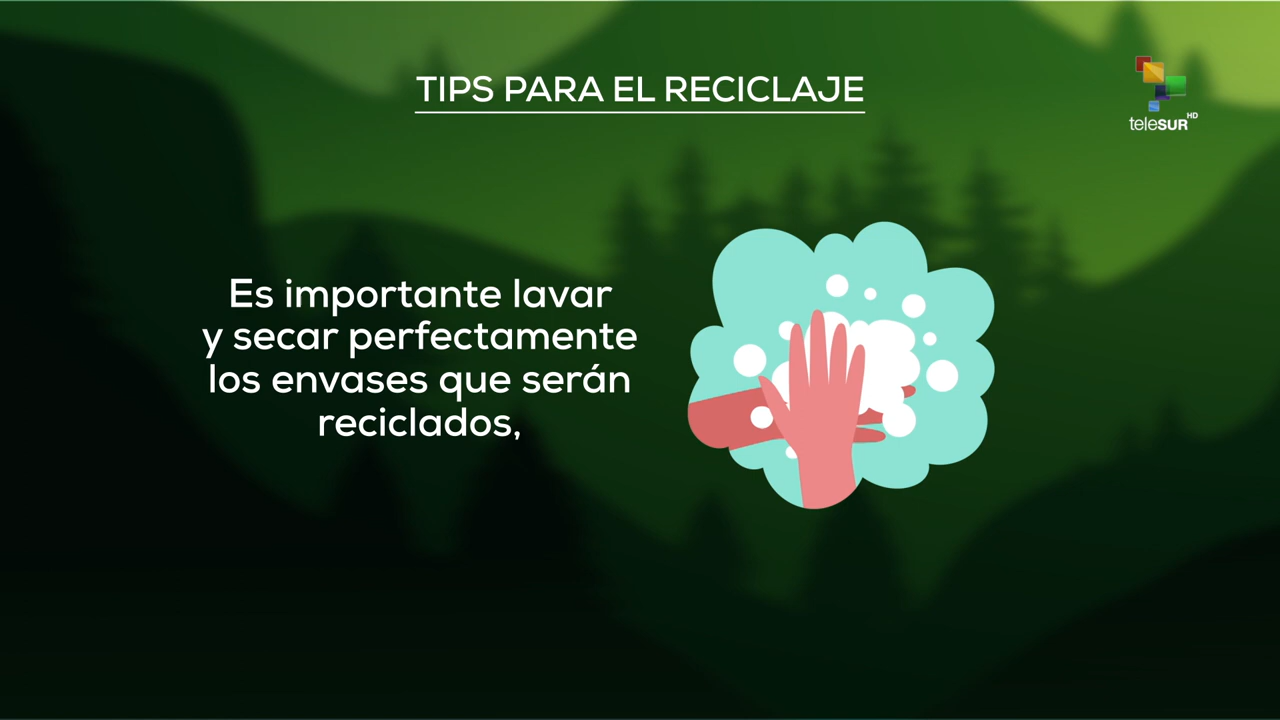 TIPS PARA EL RECICLAJE
teleSUR HD
Es importante lavar
y secar perfectamente
los envases que serán
reciclados,